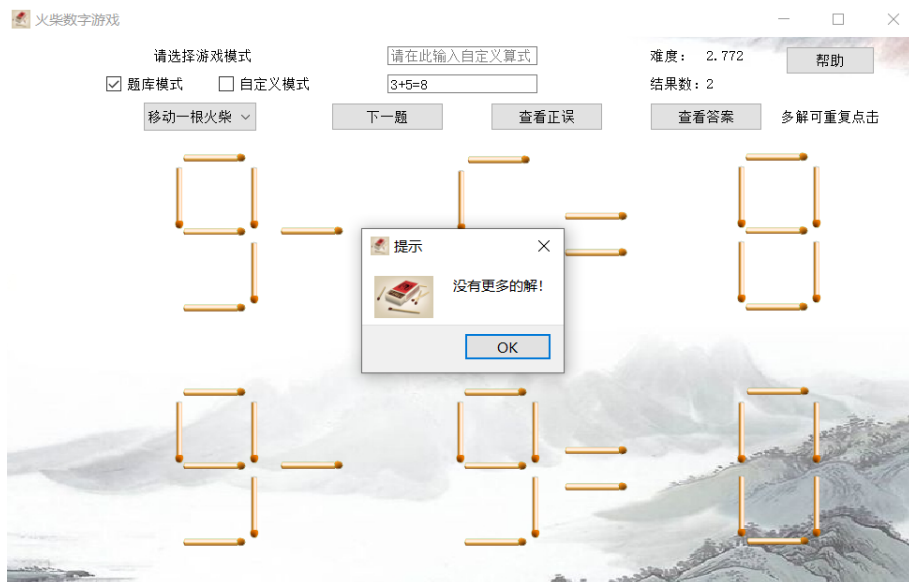 火柴数字游戏
请选择游戏模式
请在此输入自定义算式
难度： 2.772
帮助
题库模式
自定义模式
3+5=8
结果数：2
移动一根火柴
下一题
查看正误
查看答案
多解可重复点击
提示
没有更多的解！
OK